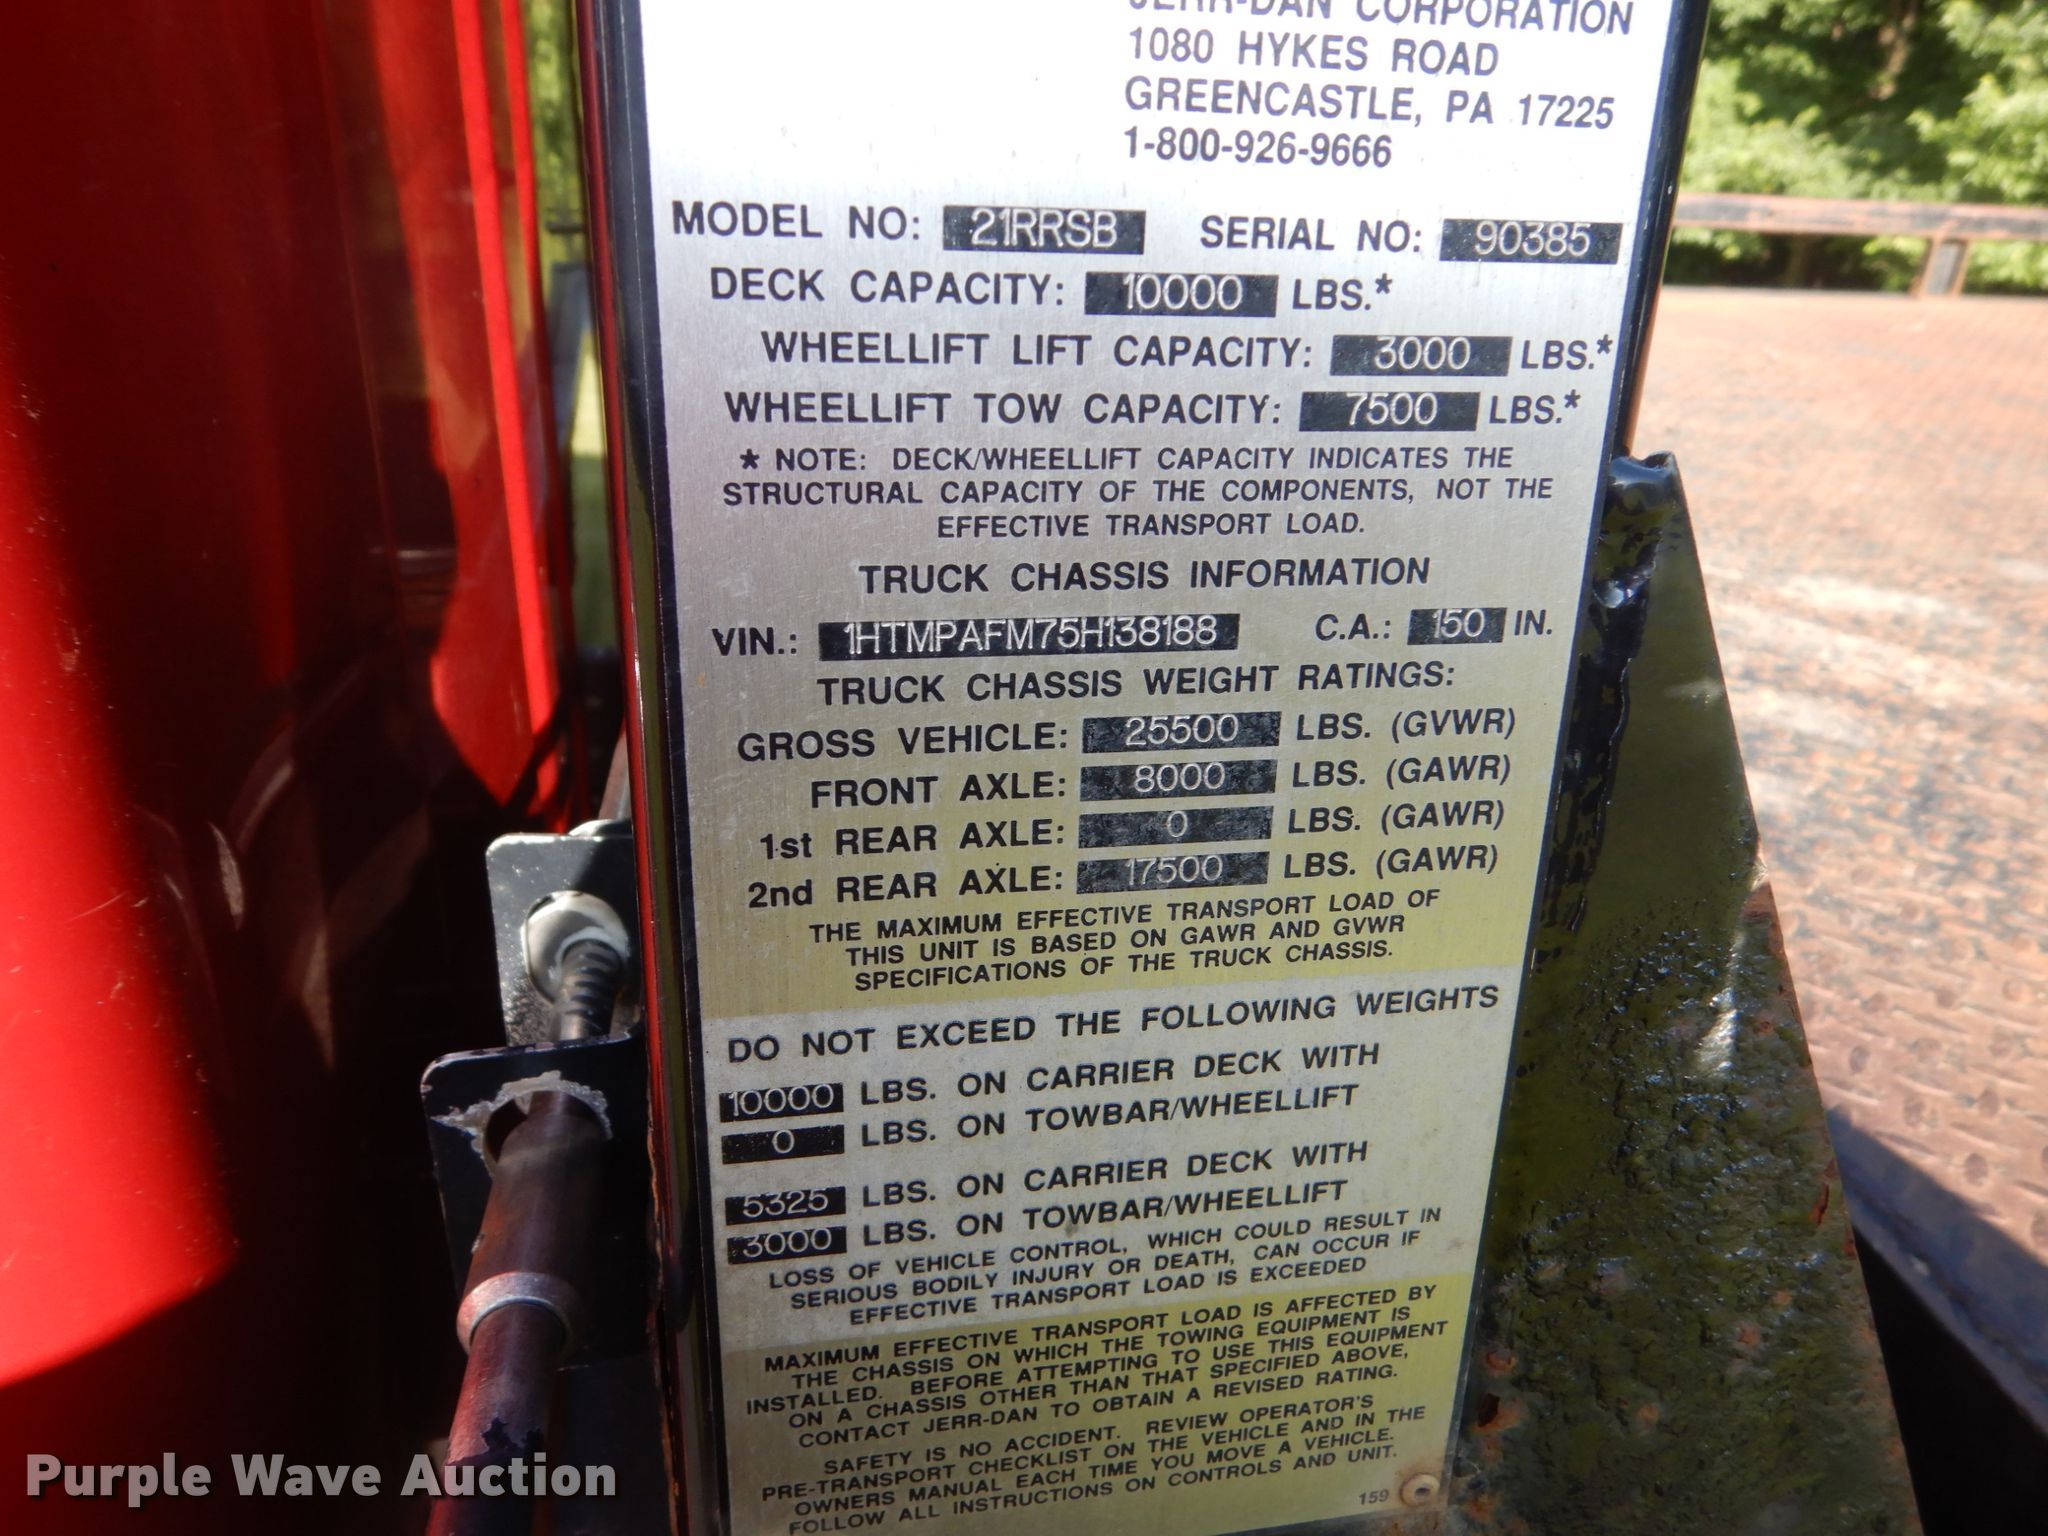 JERR-DAN CORPORATION
1080 HYKES ROAD
GREENCASTLE, PA 17225
1-800-926-9666
MODEL NO: 21RRSB SERIAL NO: 90385
DECK CAPACITY: 10000 LBS.*
WHEELLIFT LIFT CAPACITY: 3000 LBS.*
WHEELLIFT TOW CAPACITY: 7500 LBS.*
* NOTE: DECK/WHEELLIFT CAPACITY INDICATES THE
STRUCTURAL CAPACITY OF THE COMPONENTS, NOT THE
EFFECTIVE TRANSPORT LOAD.
TRUCK CHASSIS INFORMATION
VIN.: 1HTMPAFM75H138188 C.A.: 150 IN.
TRUCK CHASSIS WEIGHT RATINGS:
GROSS VEHICLE: 25500 LBS. (GVWR)
FRONT AXLE: 8000 LBS. (GAWR)
1st REAR AXLE: 0 LBS. (GAWR)
2nd REAR AXLE: 17500 LBS. (GAWR)
THE MAXIMUM EFFECTIVE TRANSPORT LOAD OF
THIS UNIT IS BASED ON GAWR AND GVWR
SPECIFICATIONS OF THE TRUCK CHASSIS.
DO NOT EXCEED THE FOLLOWING WEIGHTS
10000 LBS. ON CARRIER DECK WITH
0 LBS. ON TOWBAR/WHEELLIFT
5325 LBS. ON CARRIER DECK WITH
3000 LBS. ON TOWBAR/WHEELLIFT
LOSS OF VEHICLE CONTROL, WHICH COULD RESULT IN
SERIOUS BODILY INJURY OR DEATH, CAN OCCUR IF
EFFECTIVE TRANSPORT LOAD IS EXCEEDED
MAXIMUM EFFECTIVE TRANSPORT LOAD IS AFFECTED BY
THE CHASSIS ON WHICH THE TOWING EQUIPMENT IS
INSTALLED. BEFORE ATTEMPTING TO USE THIS EQUIPMENT
ON A CHASSIS OTHER THAN THAT SPECIFIED ABOVE,
CONTACT JERR-DAN TO OBTAIN A REVISED RATING.
SAFETY IS NO ACCIDENT. REVIEW OPERATOR'S
PRE-TRANSPORT CHECKLIST ON THE VEHICLE AND IN THE
OWNERS MANUAL EACH TIME YOU MOVE A VEHICLE.
FOLLOW ALL INSTRUCTIONS ON CONTROLS AND UNIT.
159
Purple Wave Auction